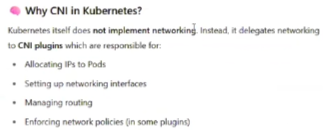 Why CNI in Kubernetes?
Kubernetes itself does not implement networking. Instead, it delegates networking
to CNI plugins which are responsible for:
• Allocating IPs to Pods
• Setting up networking interfaces
• Managing routing
• Enforcing network policies (in some plugins)